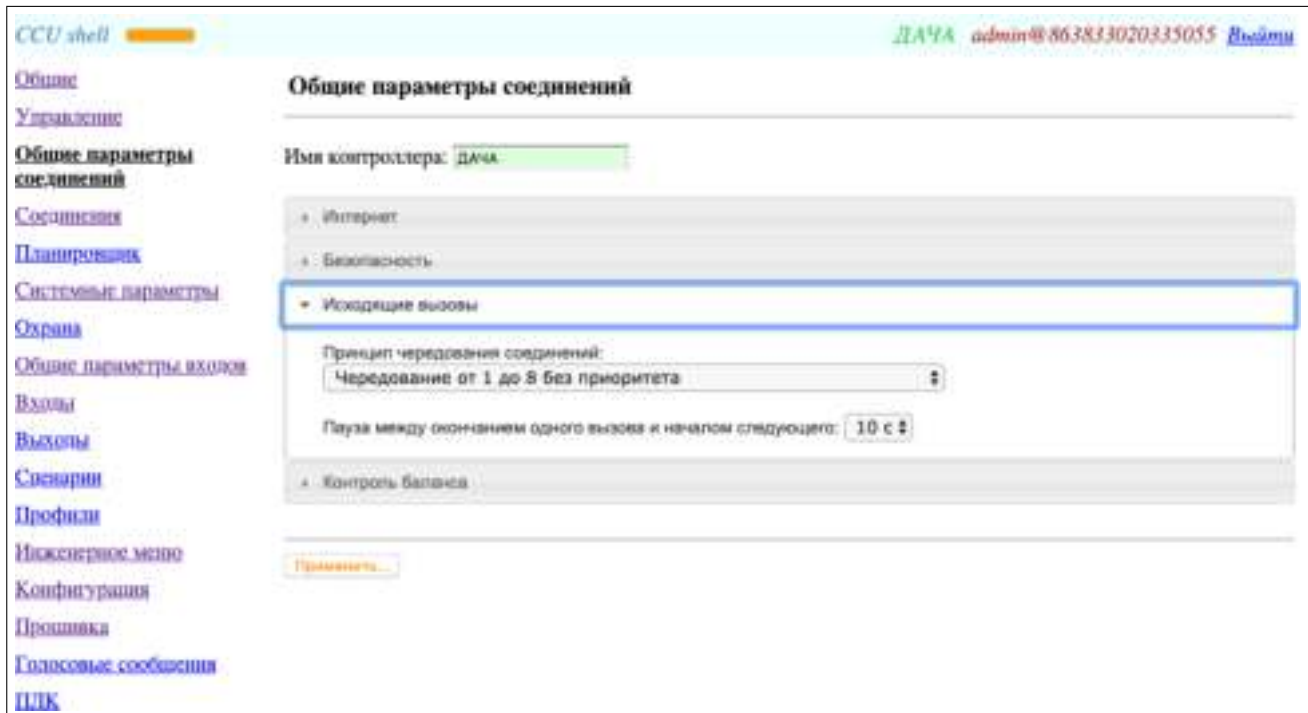 CCU shell
ДАЧА admin@863833020335055 Выйти
Общие
Управление
Общие параметры
соединений
Соединения
Планировщик
Системные параметры
Охрана
Общие параметры входов
Входы
Выходы
Сценарии
Профили
Инженерное меню
Конфигурация
Прошивка
Голосовые сообщения
ПЛК
Общие параметры соединений
Имя контроллера: ДАЧА
Интернет
Безопасность
Исходящие вызовы
Принцип чередования соединений:
Чередование от 1 до 8 без приоритета
Пауза между окончанием одного вызова и началом следующего: 10 с
Контроль баланса
Применить...